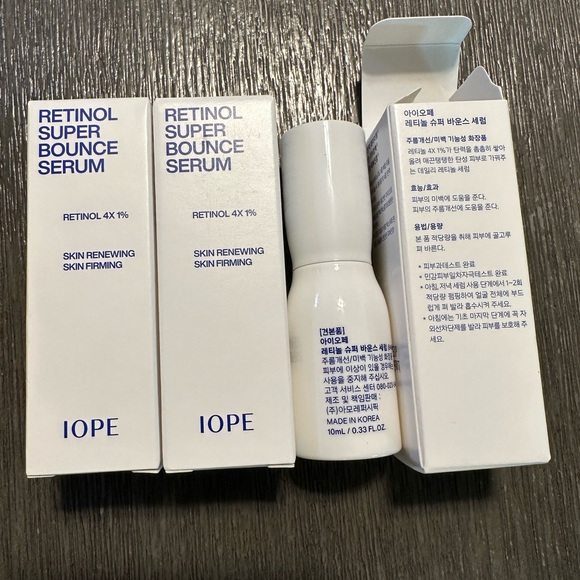 RETINOL
SUPER
BOUNCE
SERUM
RETINOL 4X 1%
SKIN RENEWING
SKIN FIRMING
IOPE
RETINOL
SUPER
BOUNCE
SERUM
RETINOL 4X 1%
SKIN RENEWING
SKIN FIRMING
IOPE
[견본품]
아이오페
레티놀 슈퍼 바운스 세럼
주름개선/미백 기능성 화장품
피부에 이상이 있을 경우
사용을 중지해 주십시오.
고객 서비스 센터 080-023-
제조 및 책임판매 :
(주)아모레퍼시픽
MADE IN KOREA
10mL / 0.33 FL.OZ.
아이오페
레티놀 슈퍼 바운스 세럼
주름개선/미백 기능성 화장품
레티놀 4X 1%가 탄력을 촘촘히 쌓아
올려 매끈탱탱한 탄성 피부로 가꿔주
는 데일리 레티놀 세럼
효능/효과
피부의 미백에 도움을 준다.
피부의 주름개선에 도움을 준다.
용법/용량
본 품 적당량을 취해 피부에 골고루
펴 바른다.
* 피부과테스트 완료
* 민감피부일차자극테스트 완료
* 아침, 저녁 세럼 사용 단계에서 1~2회
적당량 펌핑하여 얼굴 전체에 부드
럽게 펴 발라 흡수시켜 주세요.
* 아침에는 기초 마지막 단계에 꼭 자
외선차단제를 발라 피부를 보호해 주
세요.